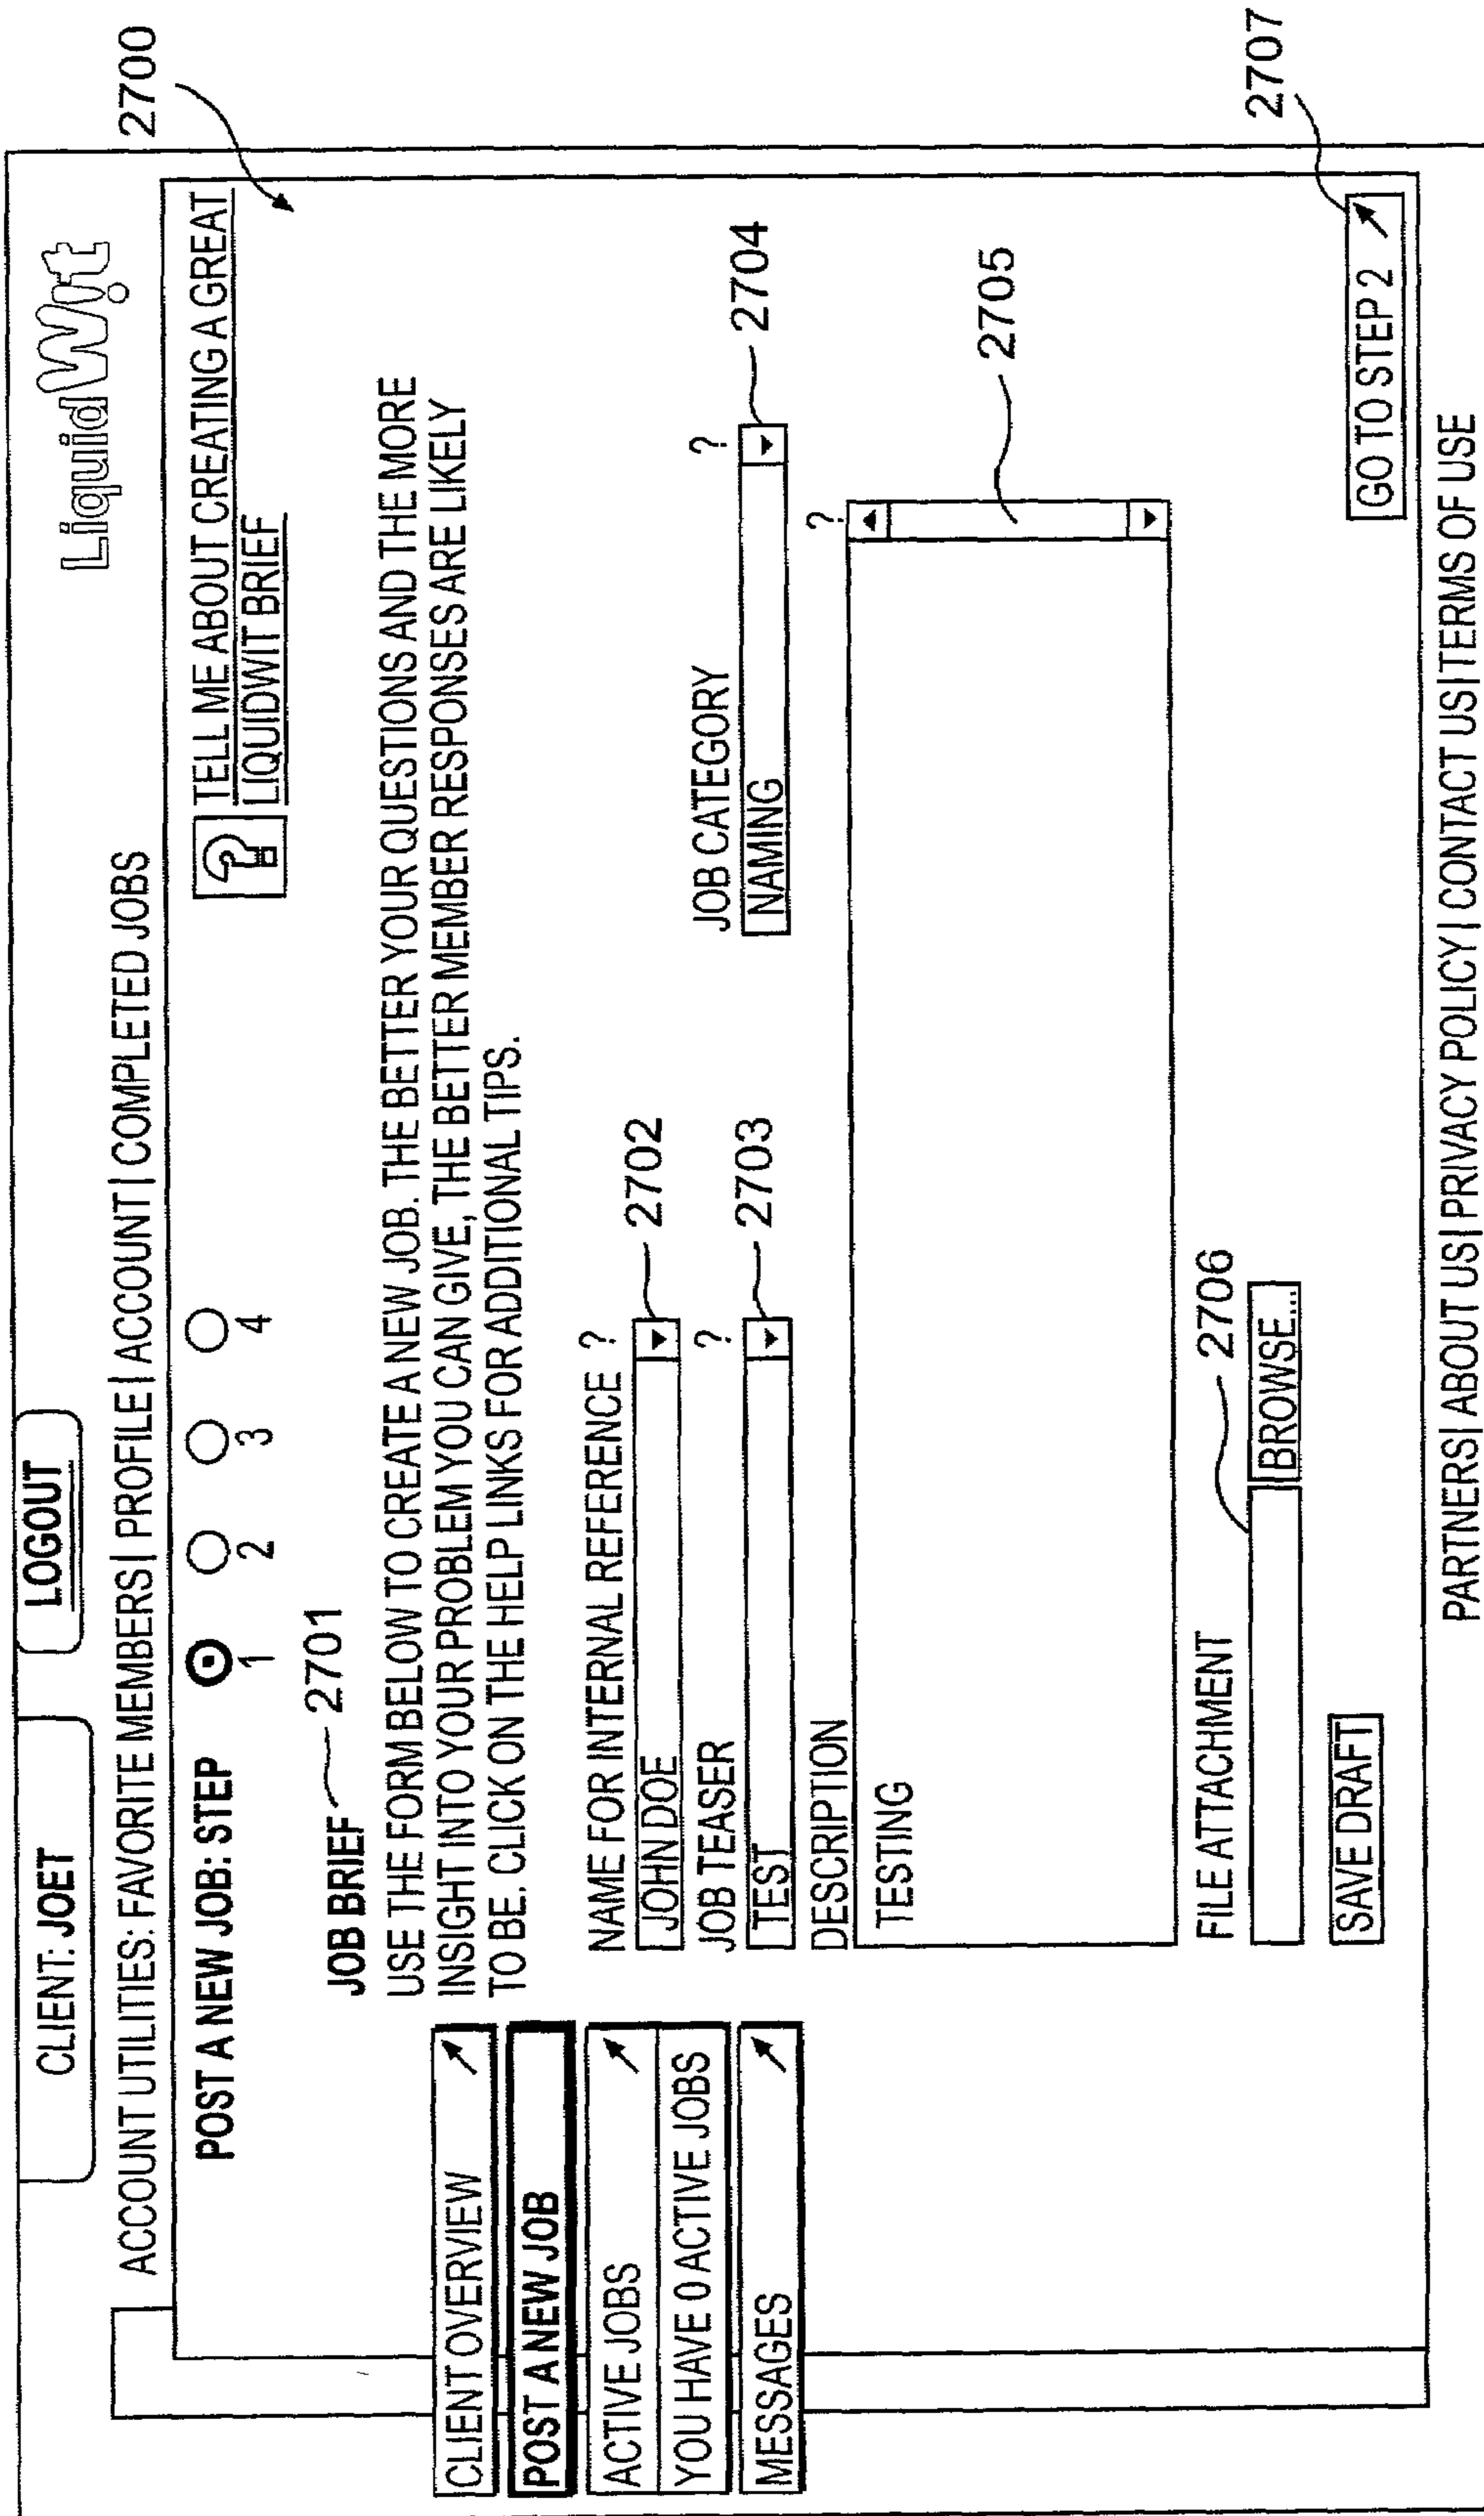 CLIENT: JOET
LOGOUT
LiquidWit
ACCOUNT UTILITIES: FAVORITE MEMBERS| PROFILE | ACCOUNT | COMPLETED JOBS
2700
POST A NEW JOB: STEP
1
2
3
4
? TELL ME ABOUT CREATING A GREAT
LIQUIDWIT BRIEF
JOB BRIEF 2701
USE THE FORM BELOW TO CREATE A NEW JOB. THE BETTER YOUR QUESTIONS AND THE MORE
INSIGHT INTO YOUR PROBLEM YOU CAN GIVE, THE BETTER MEMBER RESPONSES ARE LIKELY
TO BE. CLICK ON THE HELP LINKS FOR ADDITIONAL TIPS.
CLIENT OVERVIEW
POST A NEW JOB
ACTIVE JOBS
YOU HAVE 0 ACTIVE JOBS
MESSAGES
NAME FOR INTERNAL REFERENCE ?
JOHN DOE
2702
JOB TEASER ?
TEST
2703
JOB CATEGORY ?
NAMING
2704
DESCRIPTION ?
TESTING
2705
FILE ATTACHMENT
2706
BROWSE...
SAVE DRAFT
GO TO STEP 2
2707
PARTNERS| ABOUT US| PRIVACY POLICY | CONTACT US|TERMS OF USE